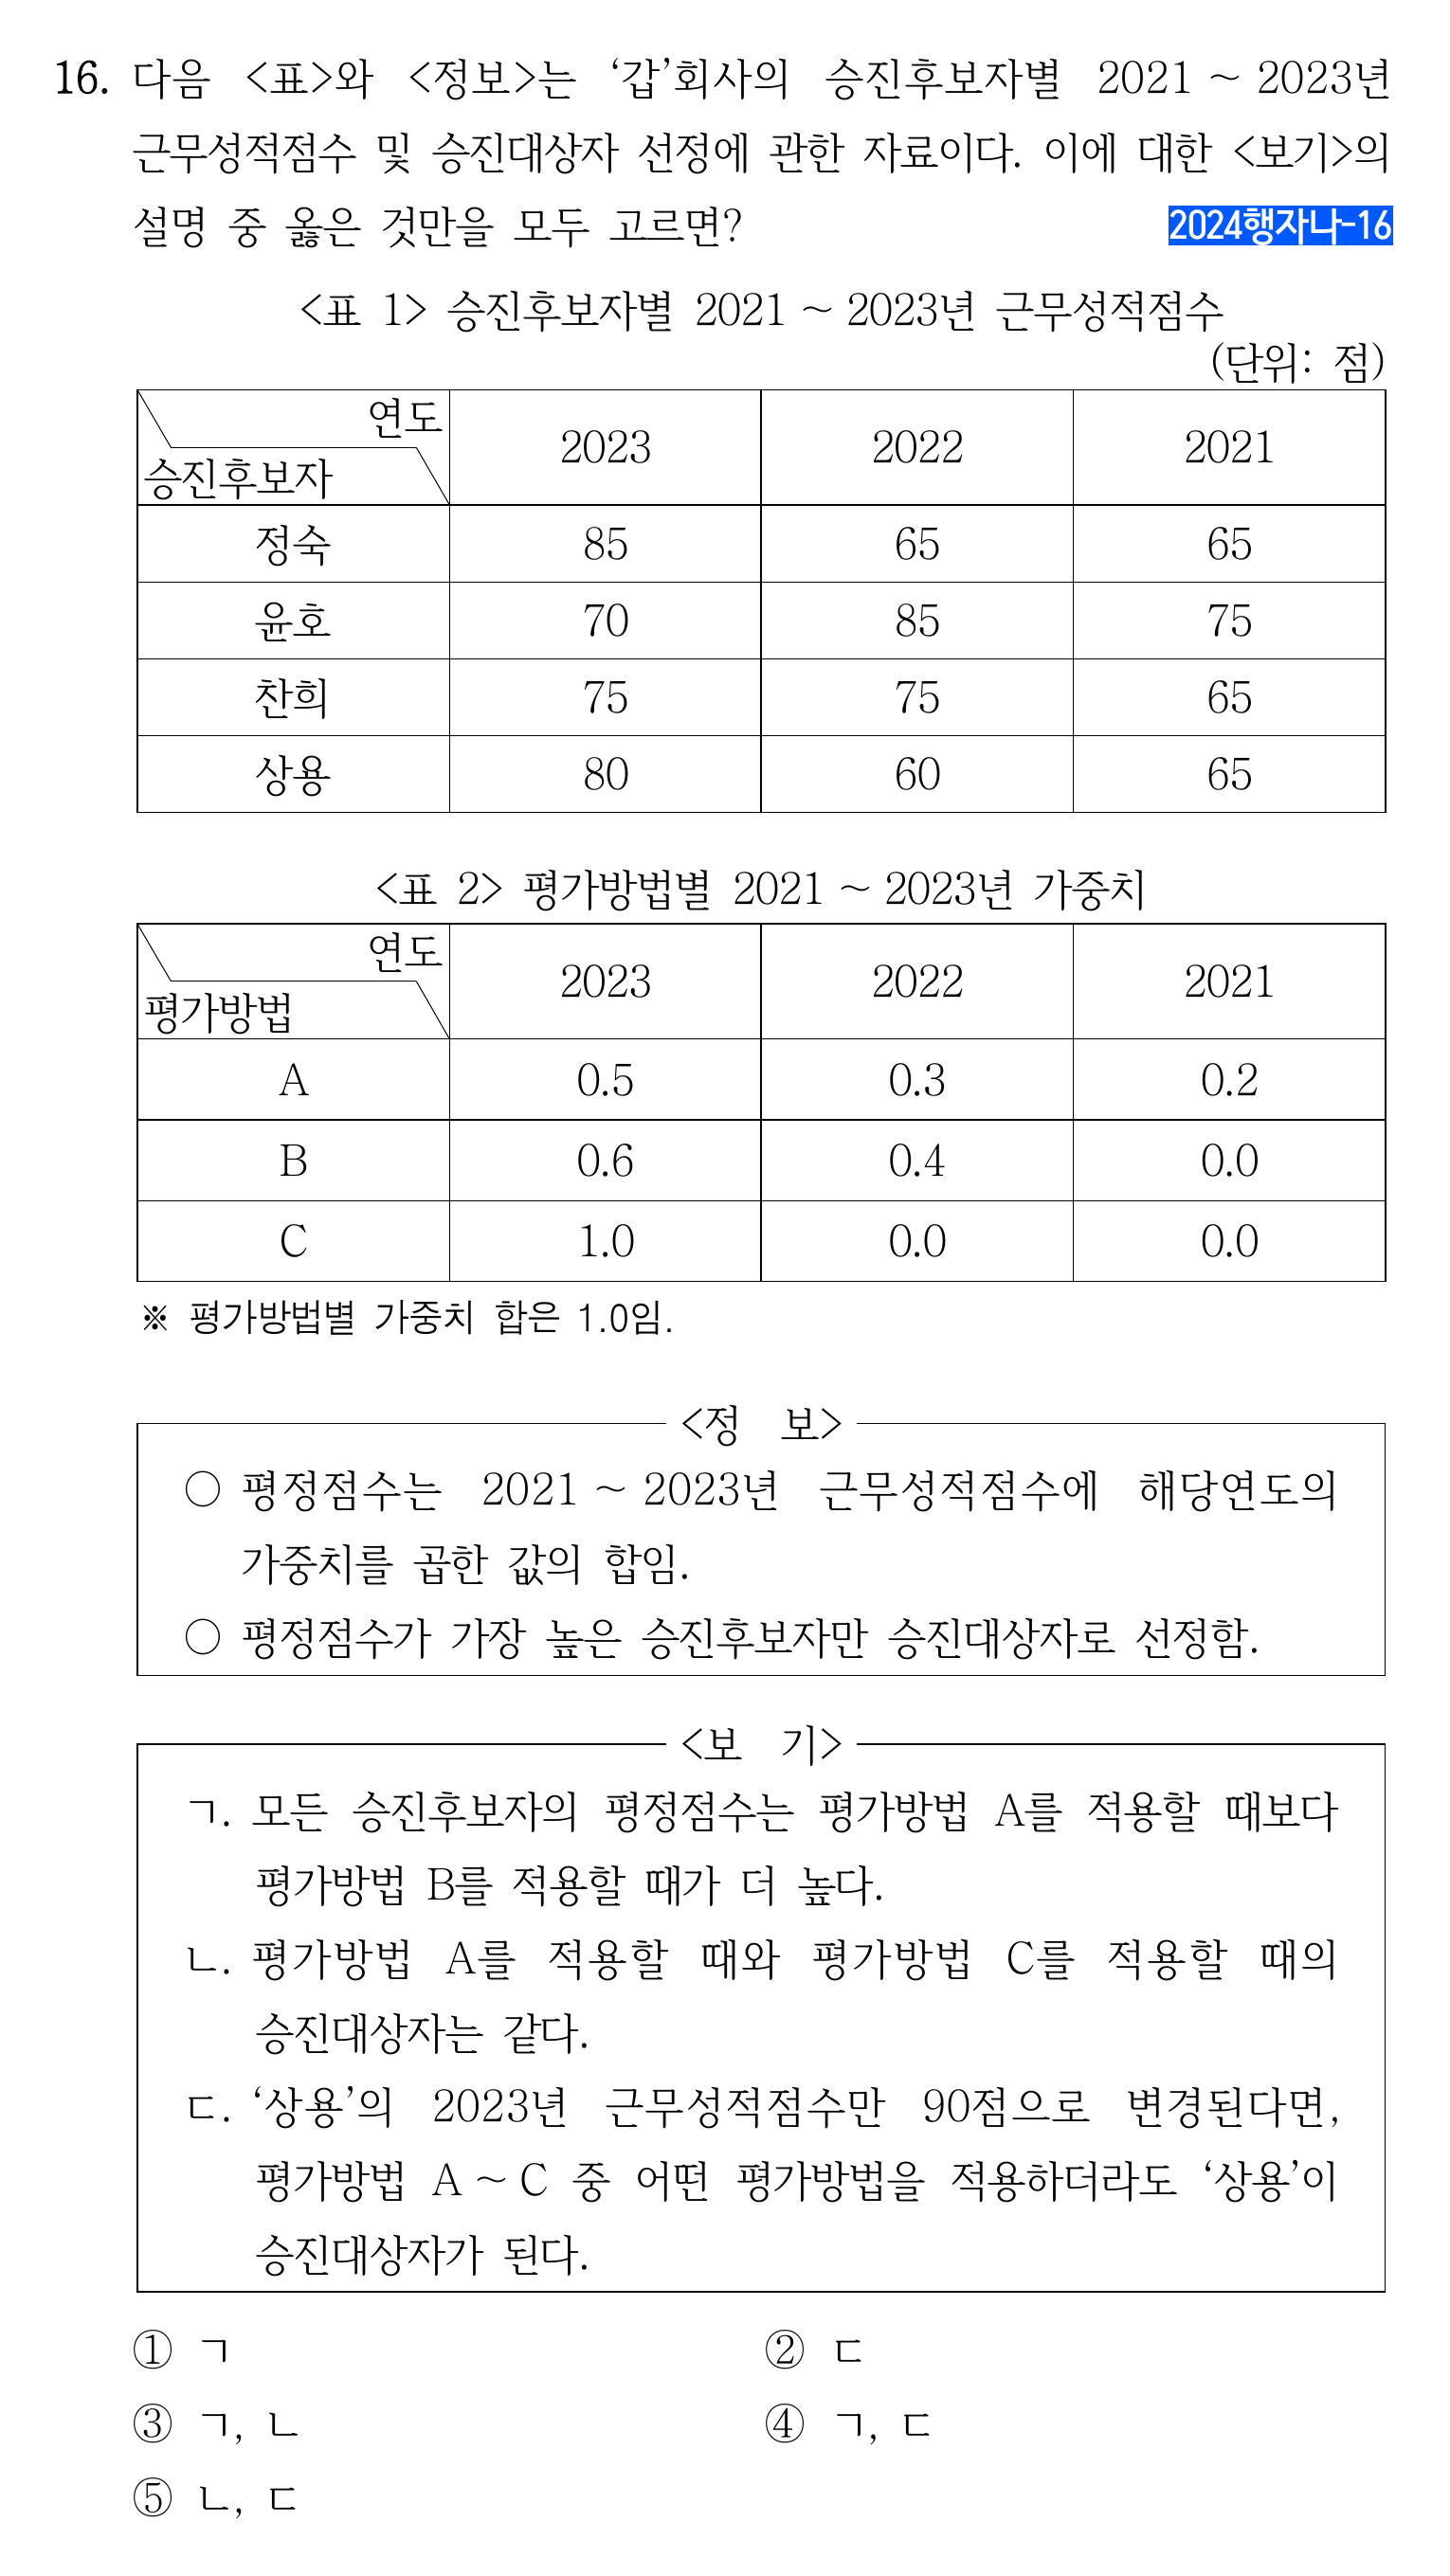 16. 다음 <표>와 <정보>는 ‘갑’회사의 승진후보자별 2021 ~ 2023년
근무성적점수 및 승진대상자 선정에 관한 자료이다. 이에 대한 <보기>의
설명 중 옳은 것만을 모두 고르면? 2024행자나-16
<표 1> 승진후보자별 2021 ~ 2023년 근무성적점수
(단위: 점)
연도
승진후보자 2023 2022 2021
정숙 85 65 65
윤호 70 85 75
찬희 75 75 65
상용 80 60 65
<표 2> 평가방법별 2021 ~ 2023년 가중치
연도
평가방법 2023 2022 2021
A 0.5 0.3 0.2
B 0.6 0.4 0.0
C 1.0 0.0 0.0
※ 평가방법별 가중치 합은 1.0임.
<정 보>
○ 평정점수는 2021 ~ 2023년 근무성적점수에 해당연도의
가중치를 곱한 값의 합임.
○ 평정점수가 가장 높은 승진후보자만 승진대상자로 선정함.
<보 기>
ㄱ. 모든 승진후보자의 평정점수는 평가방법 A를 적용할 때보다
평가방법 B를 적용할 때가 더 높다.
ㄴ. 평가방법 A를 적용할 때와 평가방법 C를 적용할 때의
승진대상자는 같다.
ㄷ. ‘상용’의 2023년 근무성적점수만 90점으로 변경된다면,
평가방법 A ~ C 중 어떤 평가방법을 적용하더라도 ‘상용’이
승진대상자가 된다.
① ㄱ ② ㄷ
③ ㄱ, ㄴ ④ ㄱ, ㄷ
⑤ ㄴ, ㄷ